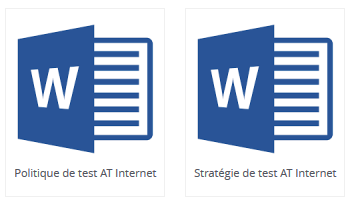 W
W
Politique de test AT Internet
Stratégie de test AT Internet